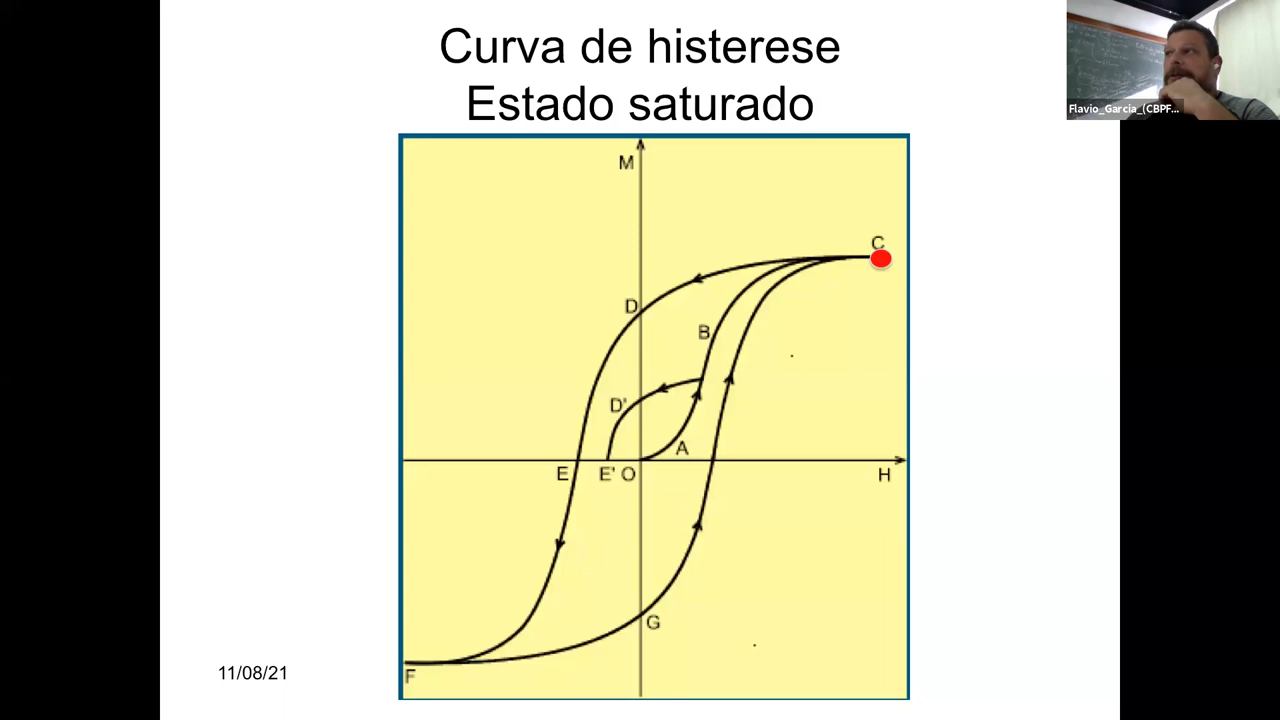 Curva de histerese
Estado saturado
Flavio_Garcia_(CBPF...
M
C
D
B
D'
A
E
E'
O
H
G
F
11/08/21